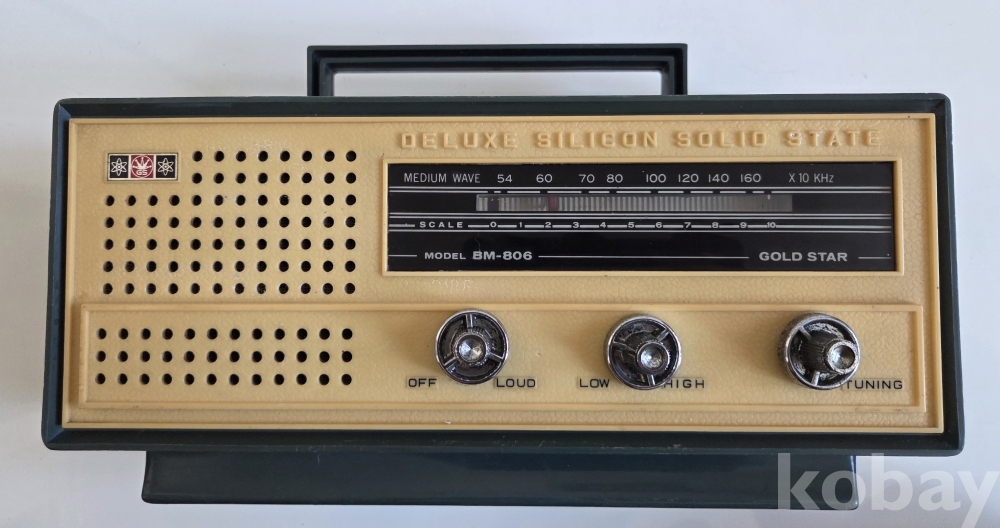 DELUXE SILICON SOLID STATE
GS
MEDIUM WAVE 54 60 70 80 100 120 140 160 X 10 KHz
SCALE 0 1 2 3 4 5 6 7 8 9 10
MODEL BM-806 GOLD STAR
OFF LOUD LOW HIGH TUNING
kobay